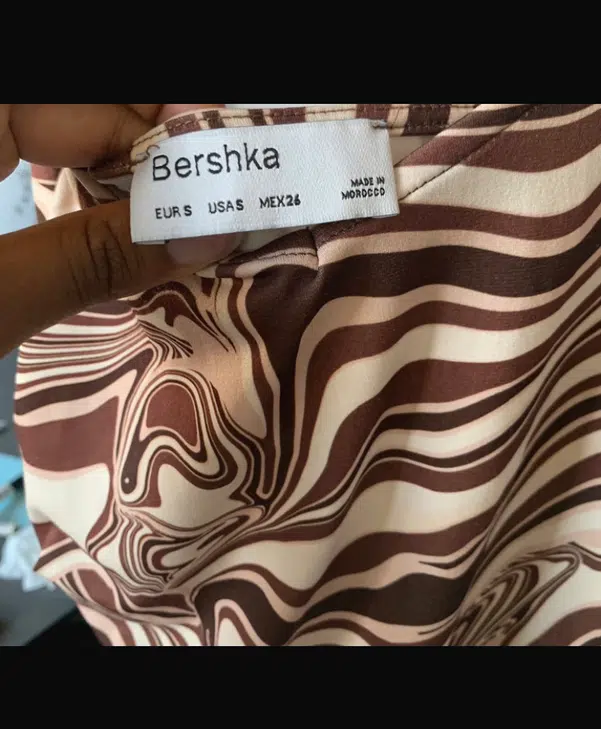 Bershka
EUR S USA S MEX 26
MADE IN
MOROCCO